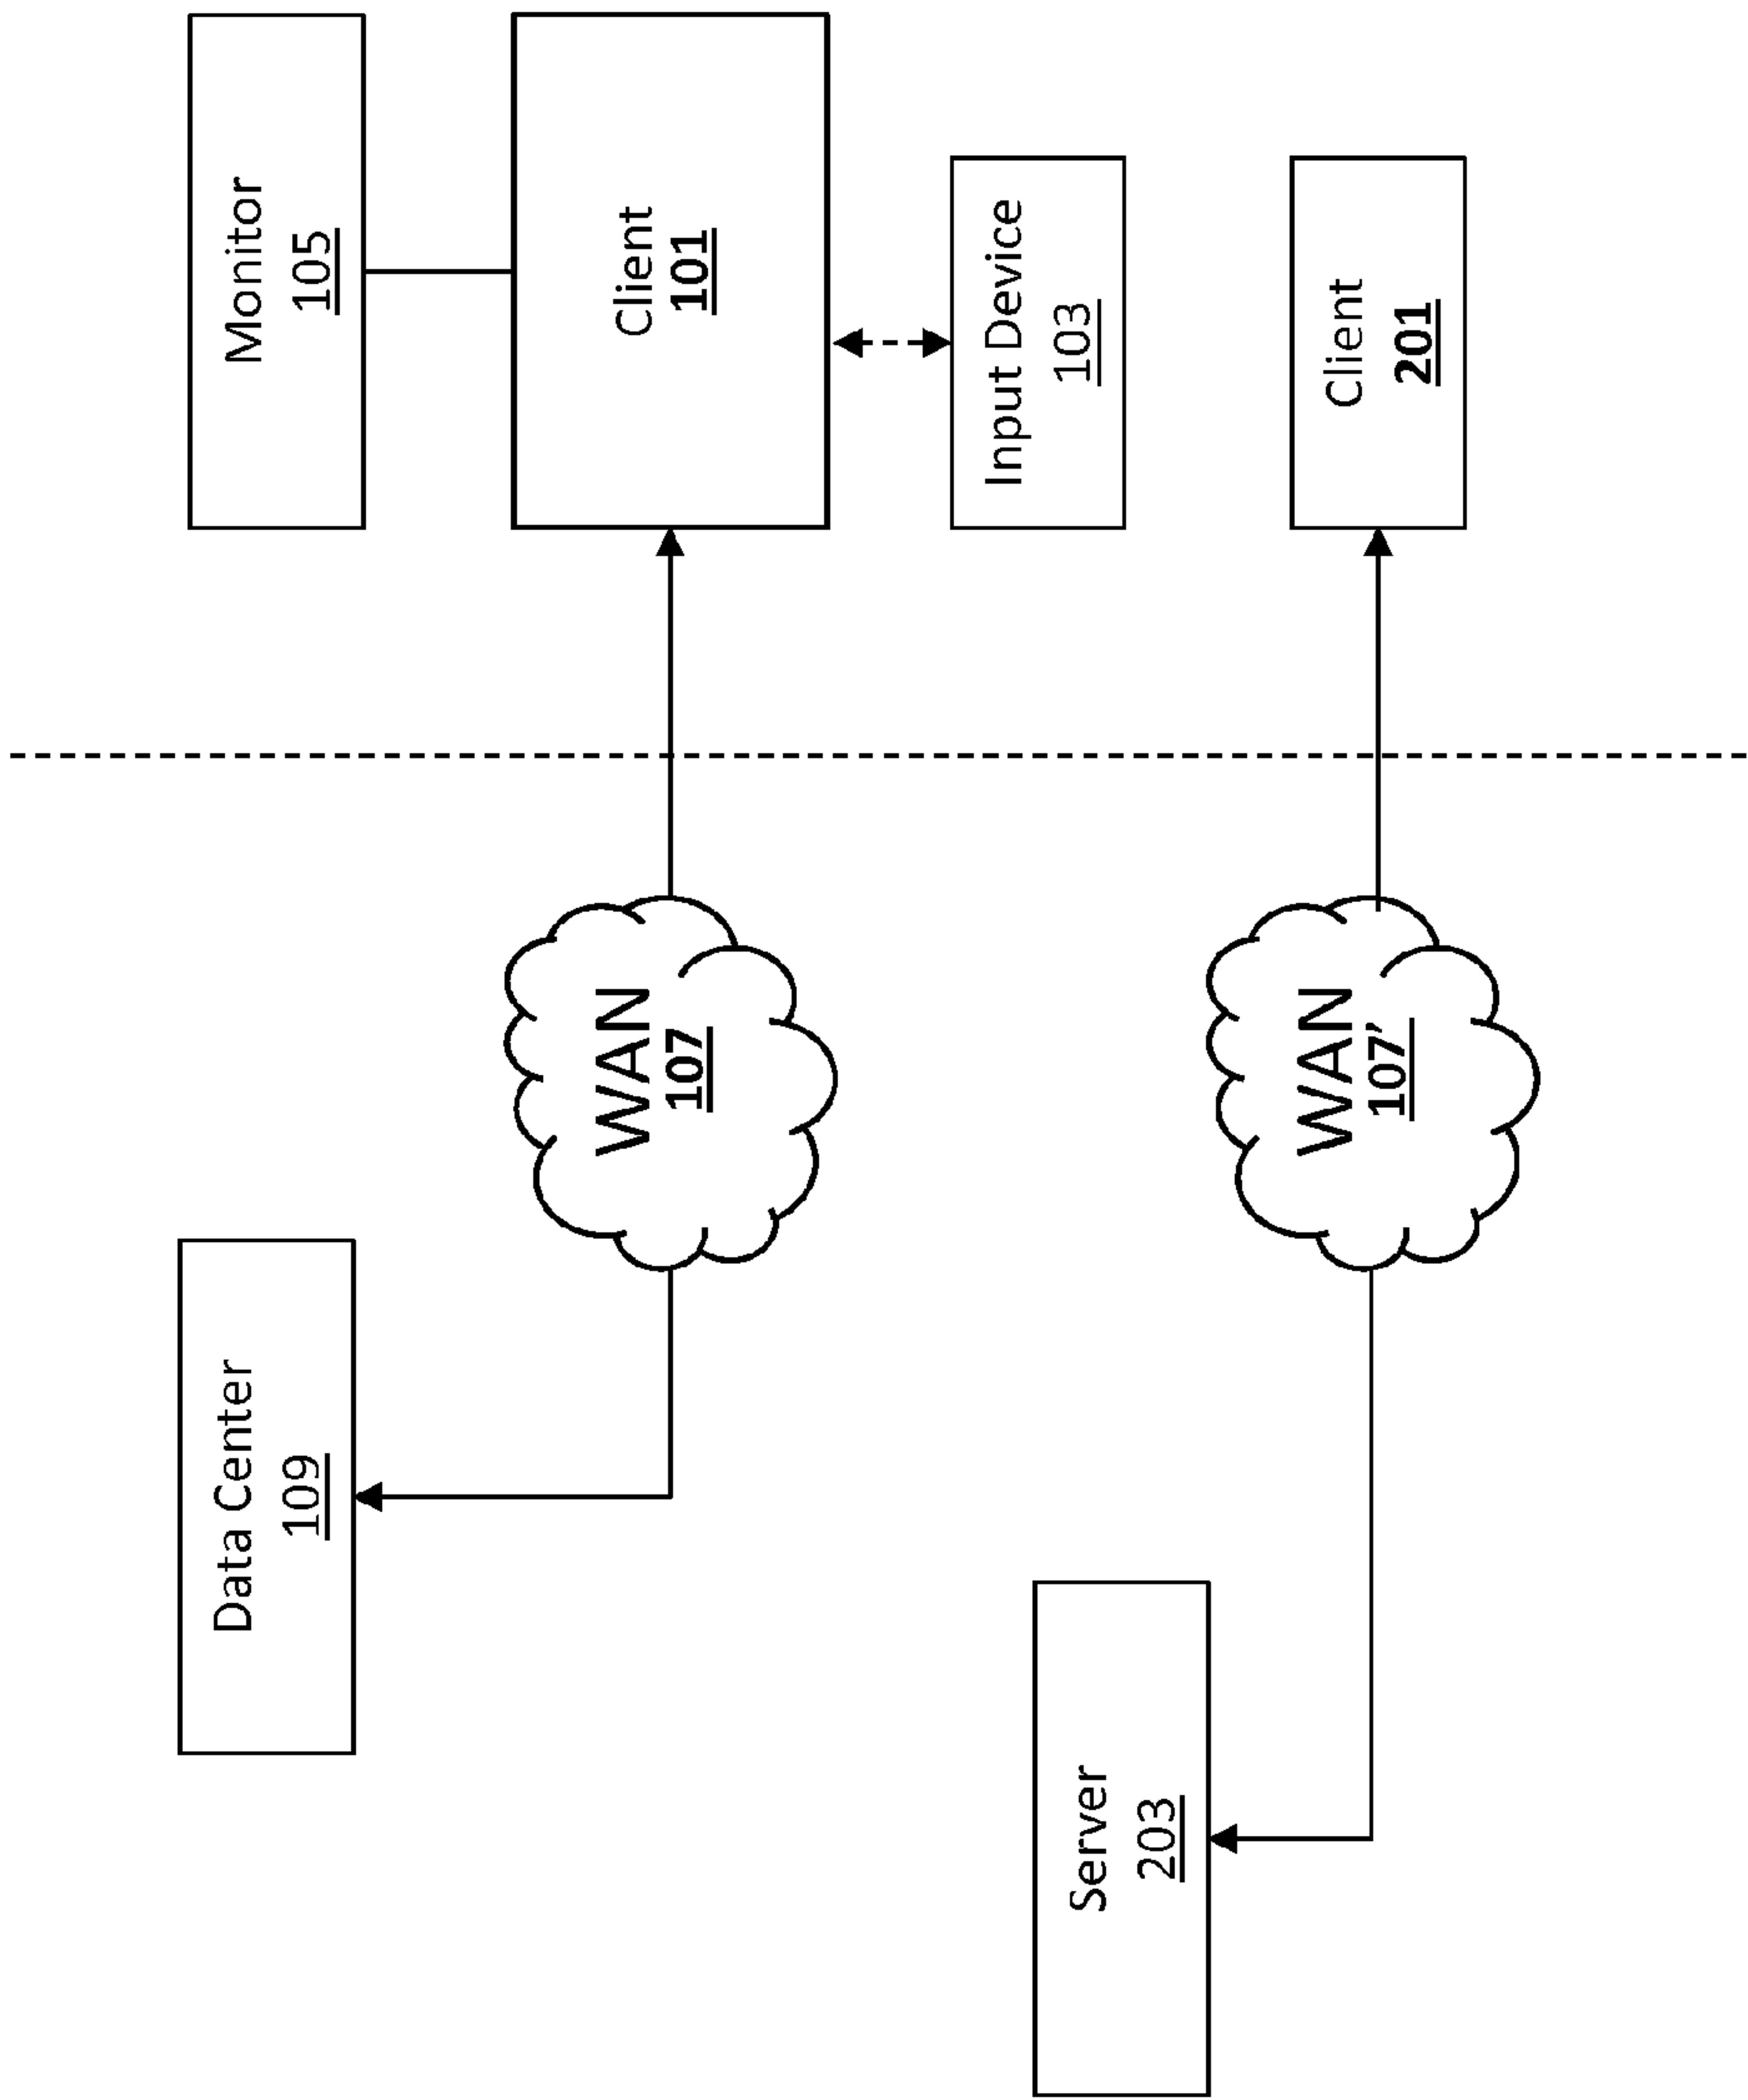 Data Center
109
Monitor
105
WAN
107
Client
101
Input Device
103
Server
203
WAN
107’
Client
201